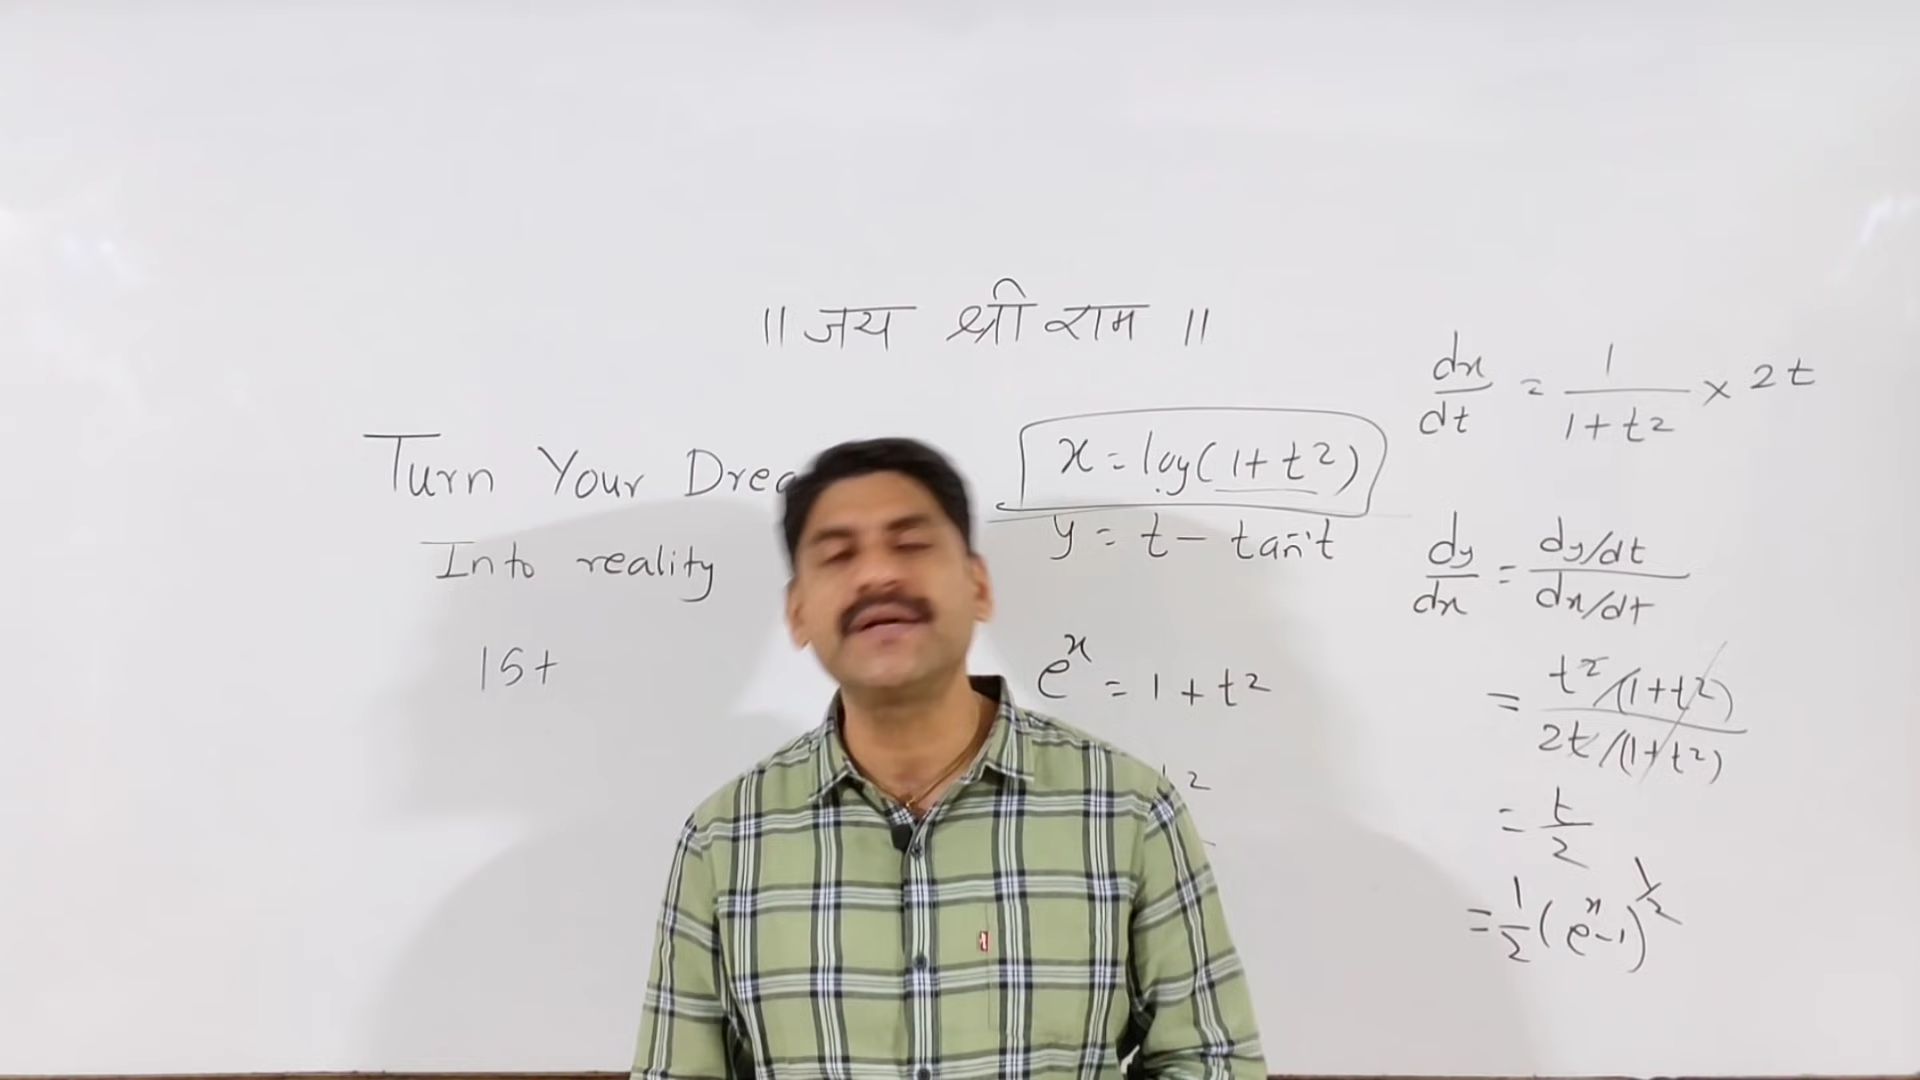 ॥ जय श्री राम ॥
Turn Your
Into reality
1st
x = log(1+t²)
y = t - tan⁻¹t
eˣ = 1 + t²
dx/dt = 1/(1+t²) × 2t
dy/dx = (dy/dt)/(dx/dt)
= (t²/(1+t²))/(2t/(1+t²))
= t/2
= 1/2 (eˣ-1)^1/2